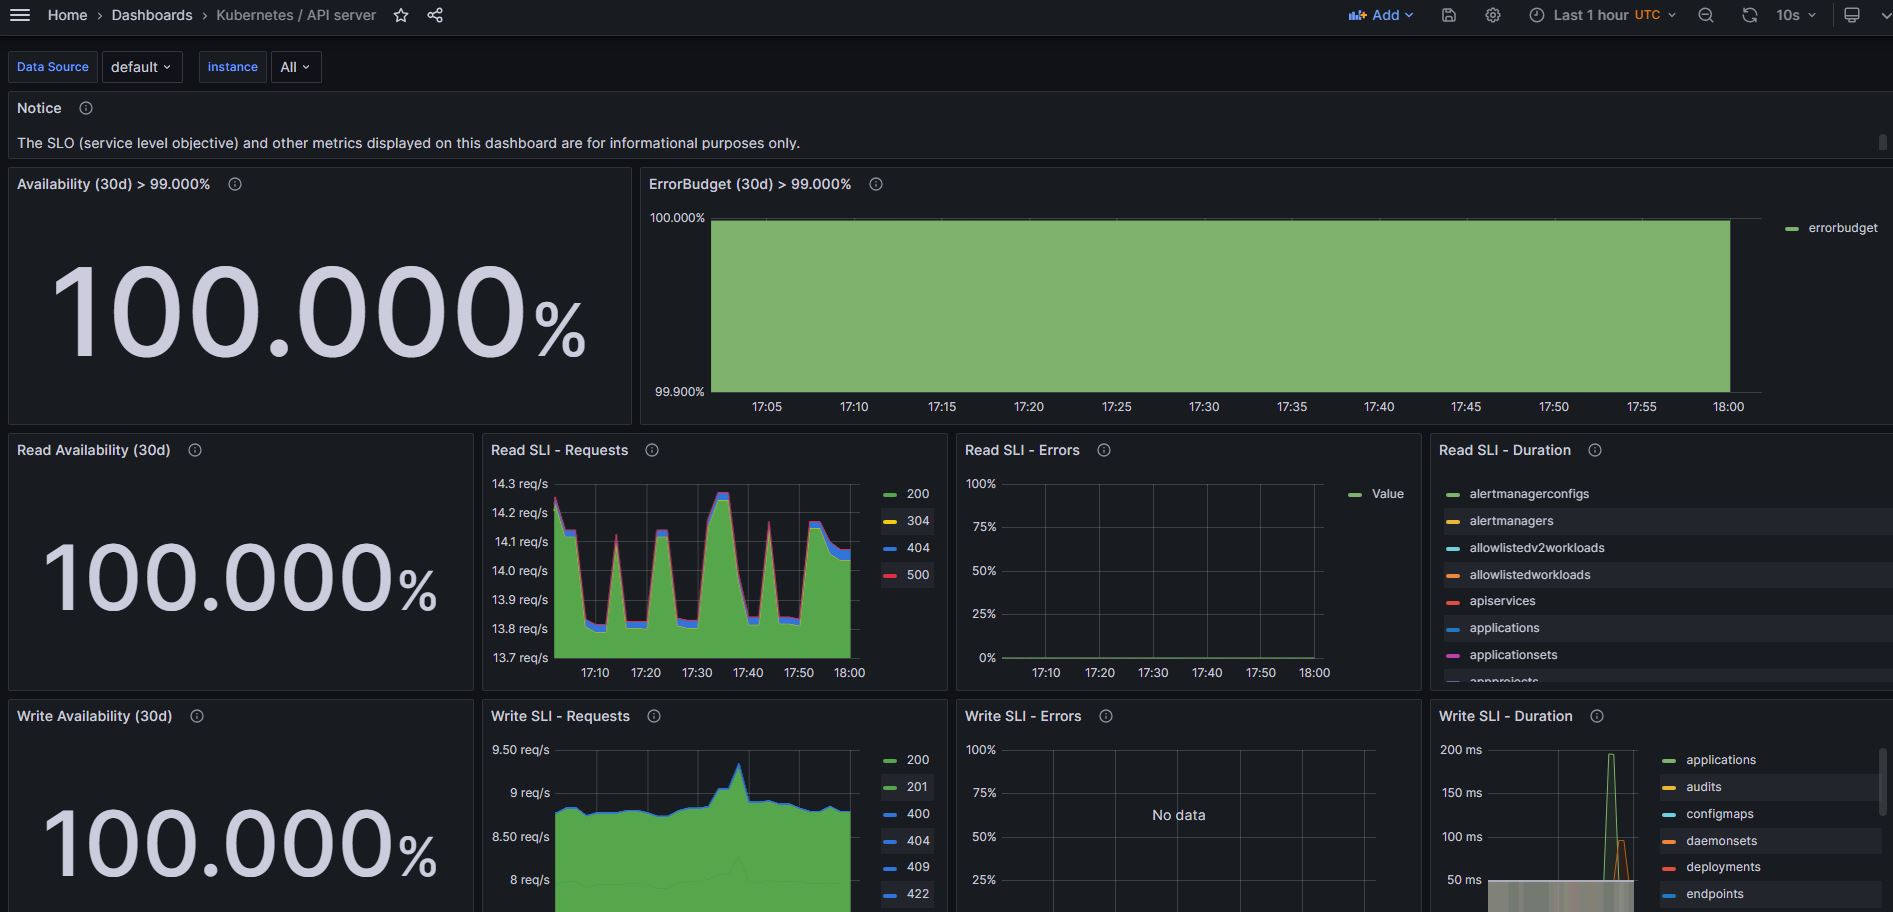 Home › Dashboards › Kubernetes / API server
Add
Last 1 hour UTC
10s
Data Source
default
instance
All
Notice
The SLO (service level objective) and other metrics displayed on this dashboard are for informational purposes only.
Availability (30d) > 99.000%
100.000%
ErrorBudget (30d) > 99.000%
100.000%
99.900%
17:05 17:10 17:15 17:20 17:25 17:30 17:35 17:40 17:45 17:50 17:55 18:00
errorbudget
Read Availability (30d)
100.000%
Read SLI - Requests
14.3 req/s
14.2 req/s
14.1 req/s
14.0 req/s
13.9 req/s
13.8 req/s
13.7 req/s
17:10 17:20 17:30 17:40 17:50 18:00
200
304
404
500
Read SLI - Errors
100%
75%
50%
25%
0%
17:10 17:20 17:30 17:40 17:50 18:00
Value
Read SLI - Duration
alertmanagerconfigs
alertmanagers
allowlistedv2workloads
allowlistedworkloads
apiservices
applications
applicationsets
appprojects
Write Availability (30d)
100.000%
Write SLI - Requests
9.50 req/s
9 req/s
8.50 req/s
8 req/s
200
201
400
404
409
422
Write SLI - Errors
100%
75%
50%
25%
No data
Write SLI - Duration
200 ms
150 ms
100 ms
50 ms
applications
audits
configmaps
daemonsets
deployments
endpoints